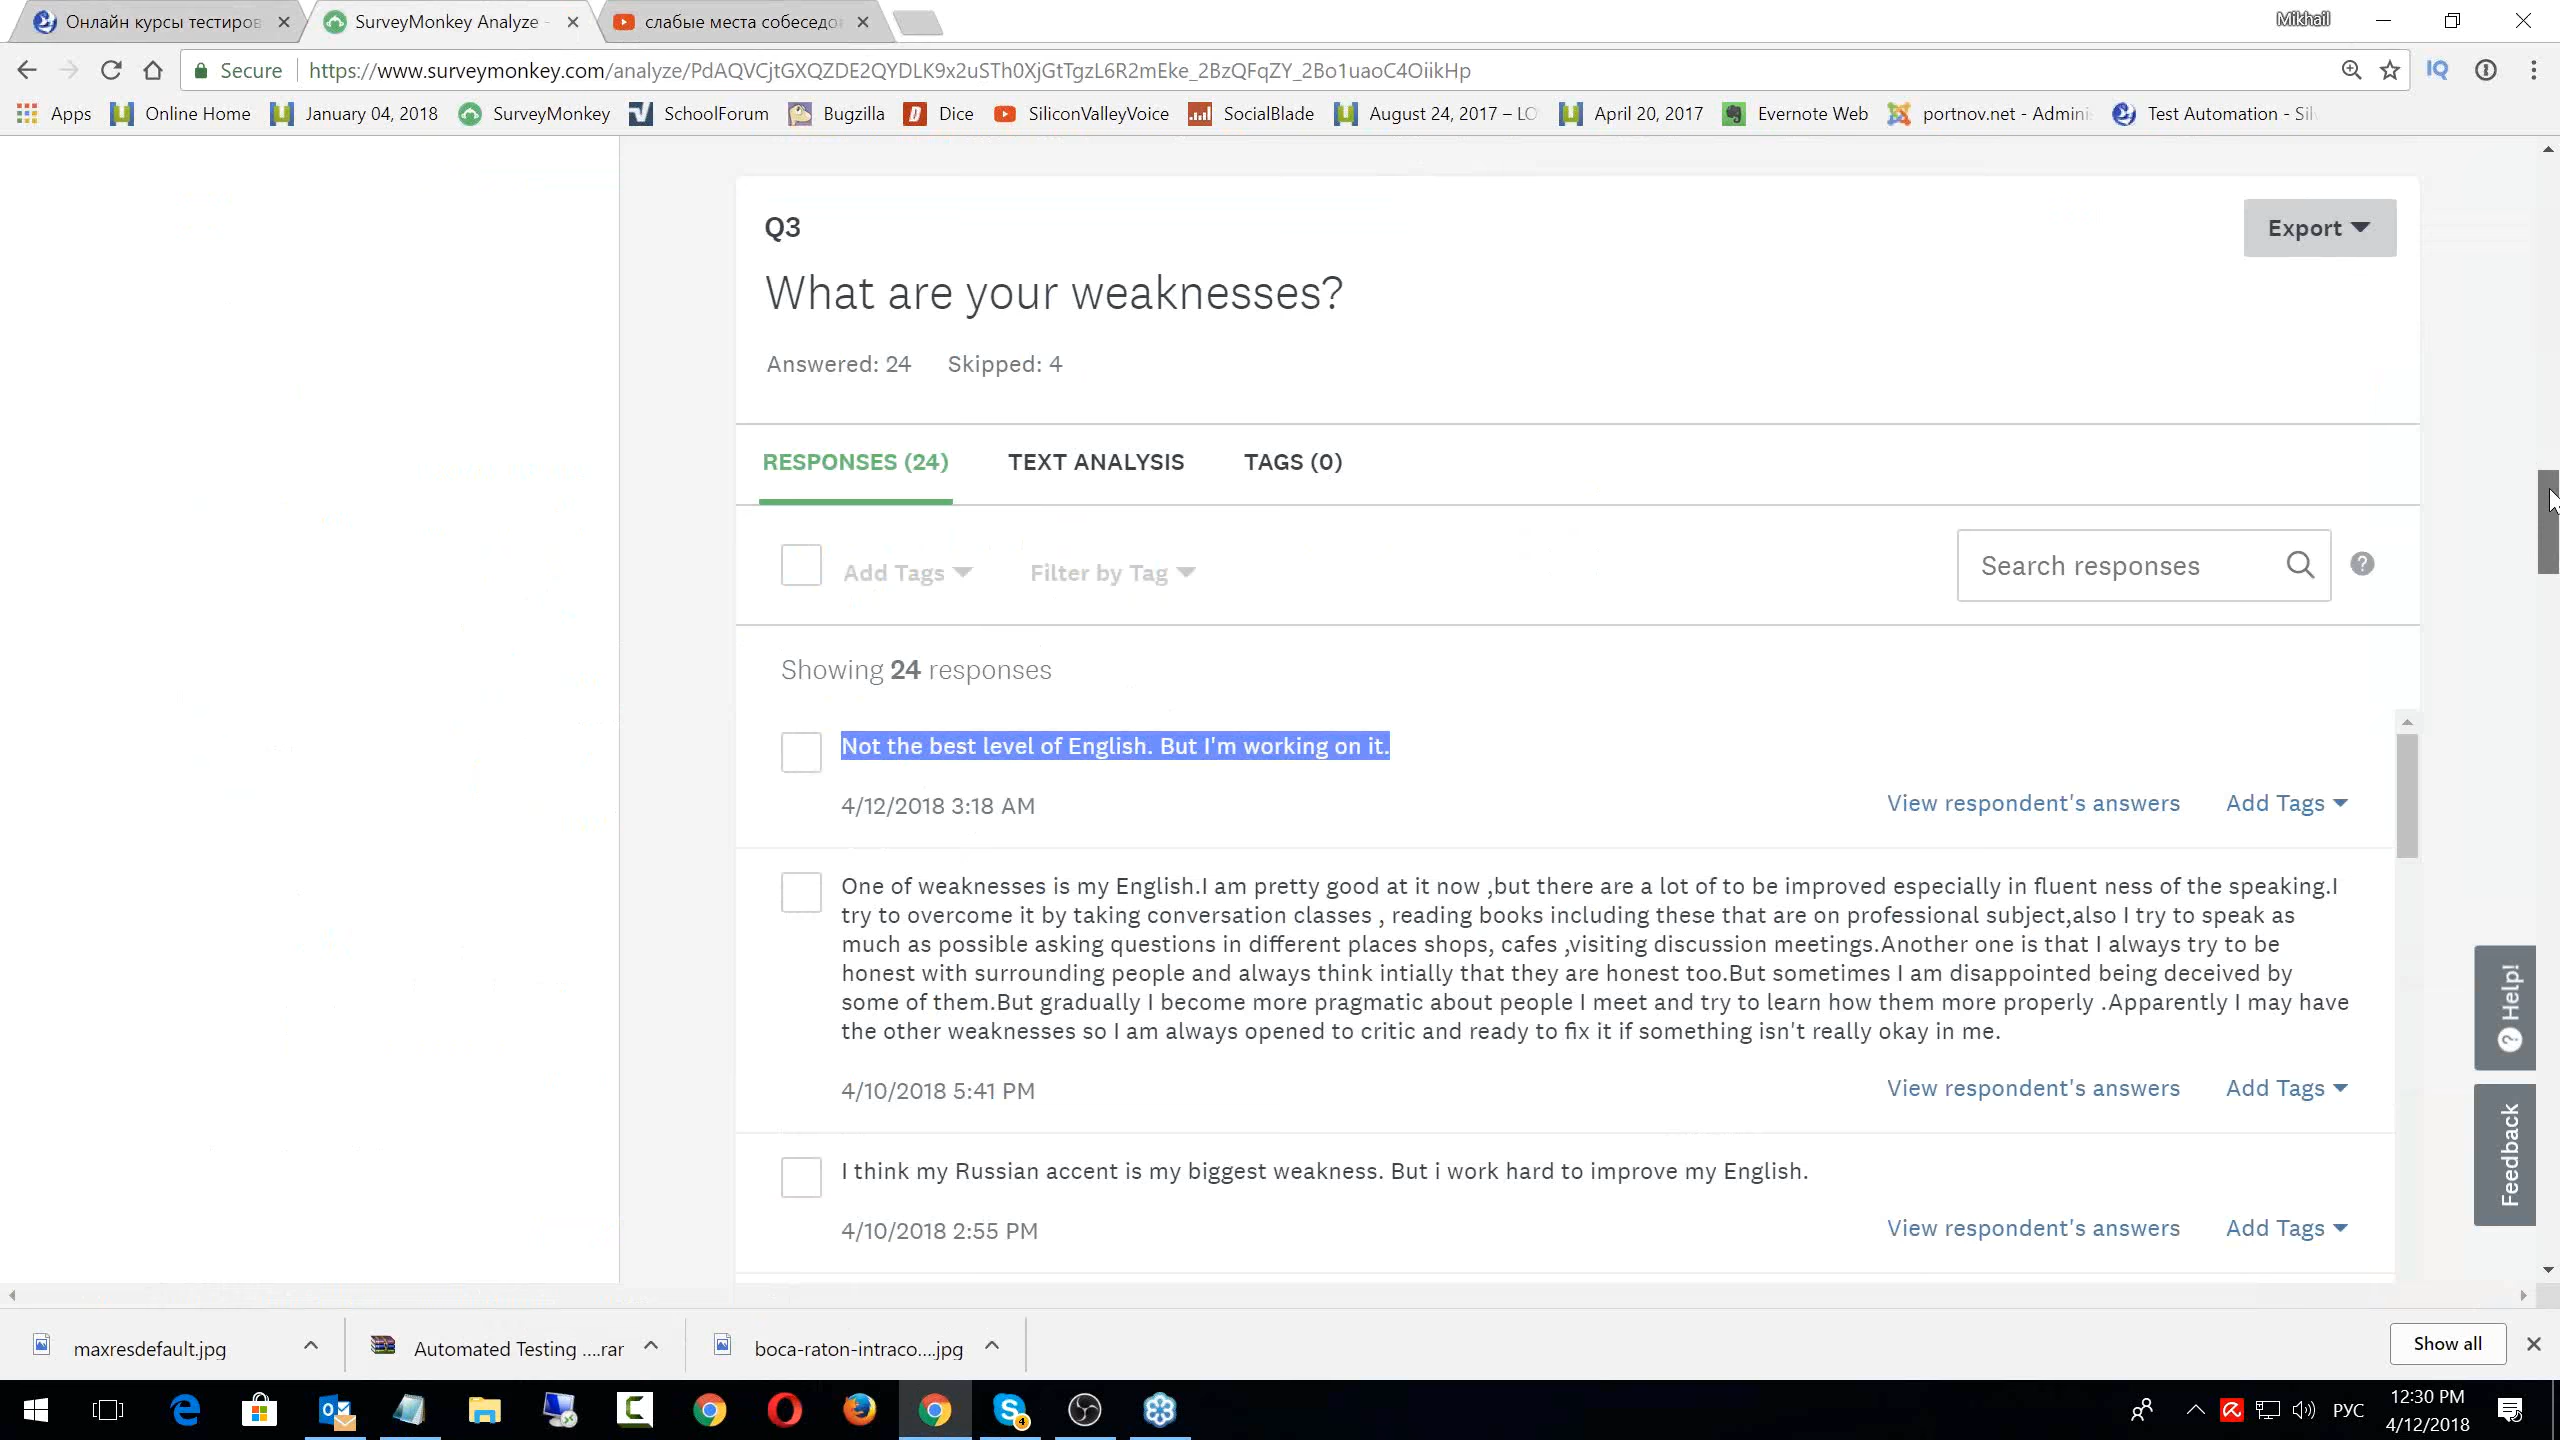 Онлайн курсы тестиров
SurveyMonkey Analyze -
слабые места собеседо
Mikhail
Secure
https://www.surveymonkey.com/analyze/PdAQVCjtGXQZDE2QYDLK9x2uSTh0XjGtTgzL6R2mEke_2BzQFqZY_2Bo1uaoC4OiikHp
Apps
Online Home
January 04, 2018
SurveyMonkey
SchoolForum
Bugzilla
Dice
SiliconValleyVoice
SocialBlade
August 24, 2017 – LO
April 20, 2017
Evernote Web
portnov.net - Admini
Test Automation - Sil
Q3
Export
What are your weaknesses?
Answered: 24 Skipped: 4
RESPONSES (24) TEXT ANALYSIS TAGS (0)
Add Tags Filter by Tag
Search responses
Showing 24 responses
Not the best level of English. But I'm working on it.
4/12/2018 3:18 AM
View respondent's answers Add Tags
One of weaknesses is my English.I am pretty good at it now ,but there are a lot of to be improved especially in fluent ness of the speaking.I
try to overcome it by taking conversation classes , reading books including these that are on professional subject,also I try to speak as
much as possible asking questions in different places shops, cafes ,visiting discussion meetings.Another one is that I always try to be
honest with surrounding people and always think intially that they are honest too.But sometimes I am disappointed being deceived by
some of them.But gradually I become more pragmatic about people I meet and try to learn how them more properly .Apparently I may have
the other weaknesses so I am always opened to critic and ready to fix it if something isn't really okay in me.
4/10/2018 5:41 PM
View respondent's answers Add Tags
I think my Russian accent is my biggest weakness. But i work hard to improve my English.
4/10/2018 2:55 PM
View respondent's answers Add Tags
Help!
Feedback
maxresdefault.jpg
Automated Testing ....rar
boca-raton-intraco....jpg
Show all
РУС
12:30 PM
4/12/2018